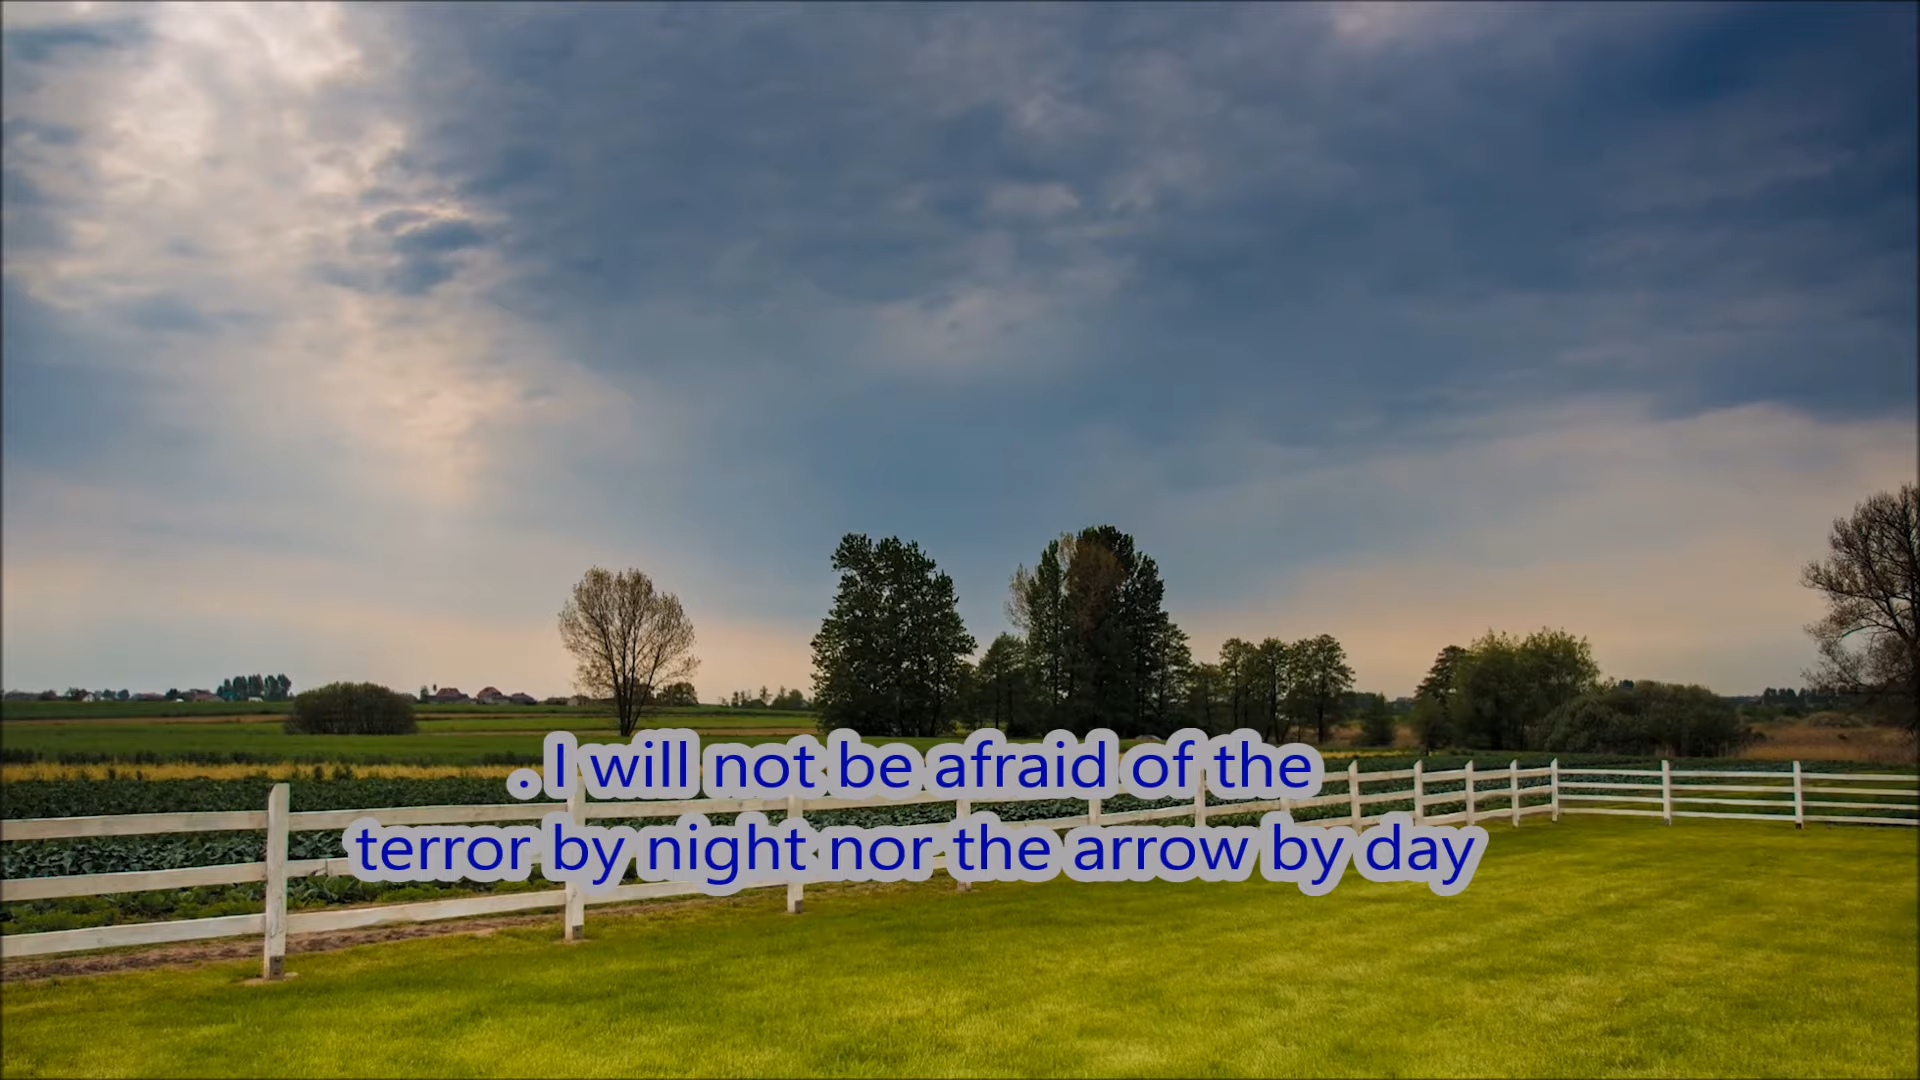 . I will not be afraid of the
terror by night nor the arrow by day